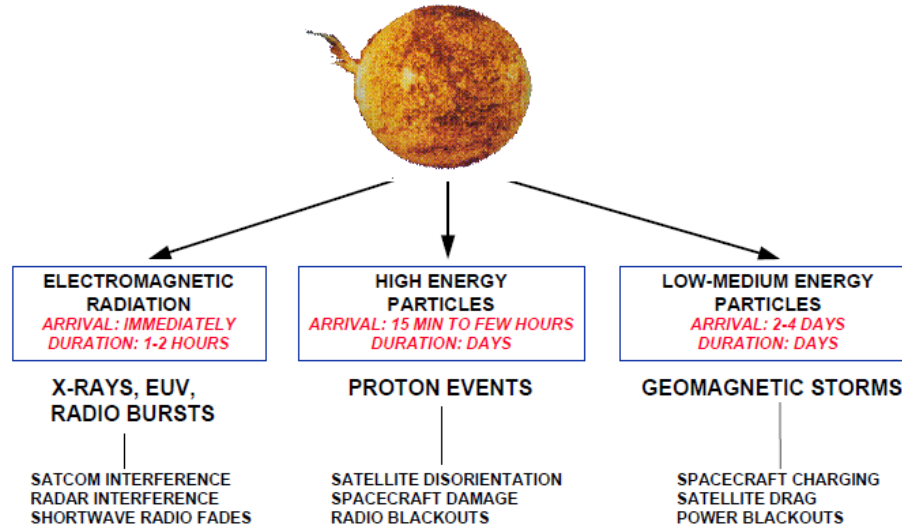 ELECTROMAGNETIC
RADIATION
ARRIVAL: IMMEDIATELY
DURATION: 1-2 HOURS
X-RAYS, EUV,
RADIO BURSTS
SATCOM INTERFERENCE
RADAR INTERFERENCE
SHORTWAVE RADIO FADES
HIGH ENERGY
PARTICLES
ARRIVAL: 15 MIN TO FEW HOURS
DURATION: DAYS
PROTON EVENTS
SATELLITE DISORIENTATION
SPACECRAFT DAMAGE
RADIO BLACKOUTS
LOW-MEDIUM ENERGY
PARTICLES
ARRIVAL: 2-4 DAYS
DURATION: DAYS
GEOMAGNETIC STORMS
SPACECRAFT CHARGING
SATELLITE DRAG
POWER BLACKOUTS